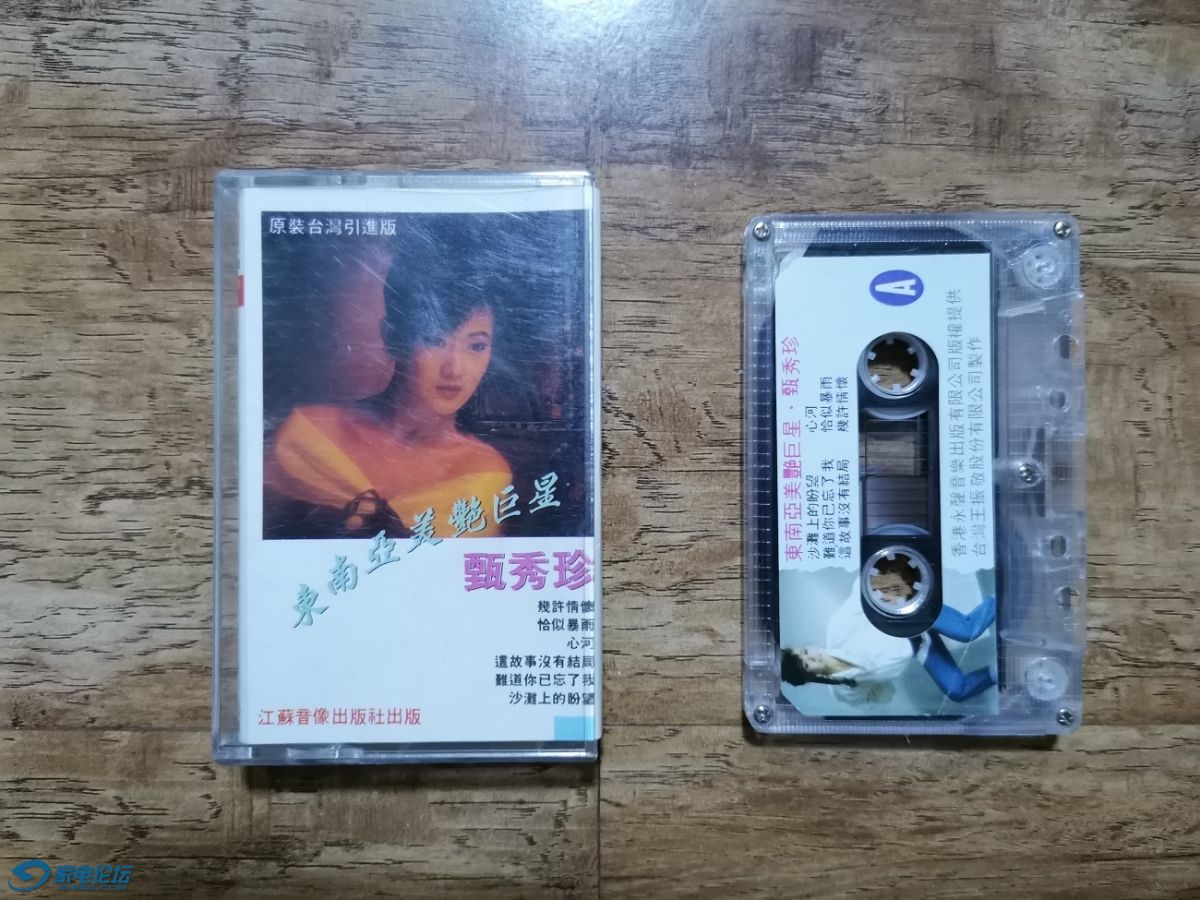 原裝台灣引進版
東南亞美艷巨星
甄秀珍
幾許情懷
恰似暴雨
心河
這故事沒有結局
難道你已忘了我
沙灘上的盼望
江蘇音像出版社出版
A
東南亞美艷巨星·甄秀珍
沙灘上的盼望 心河
難道你已忘了我 恰似暴雨
這故事沒有結局 幾許情懷
香港永聲音樂出版有限公司版權提供
台灣王振敬股份有限公司製作
家电论坛